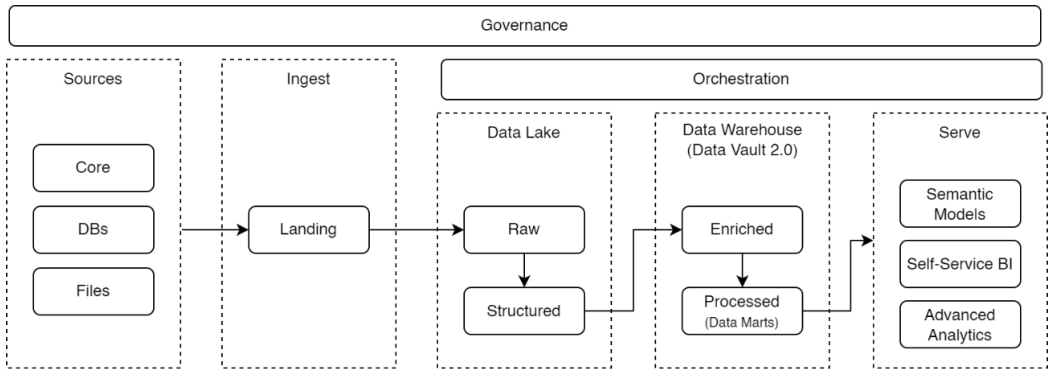 Governance
Sources
Core
DBs
Files
Ingest
Landing
Orchestration
Data Lake
Raw
Structured
Data Warehouse
(Data Vault 2.0)
Enriched
Processed
(Data Marts)
Serve
Semantic
Models
Self-Service BI
Advanced
Analytics